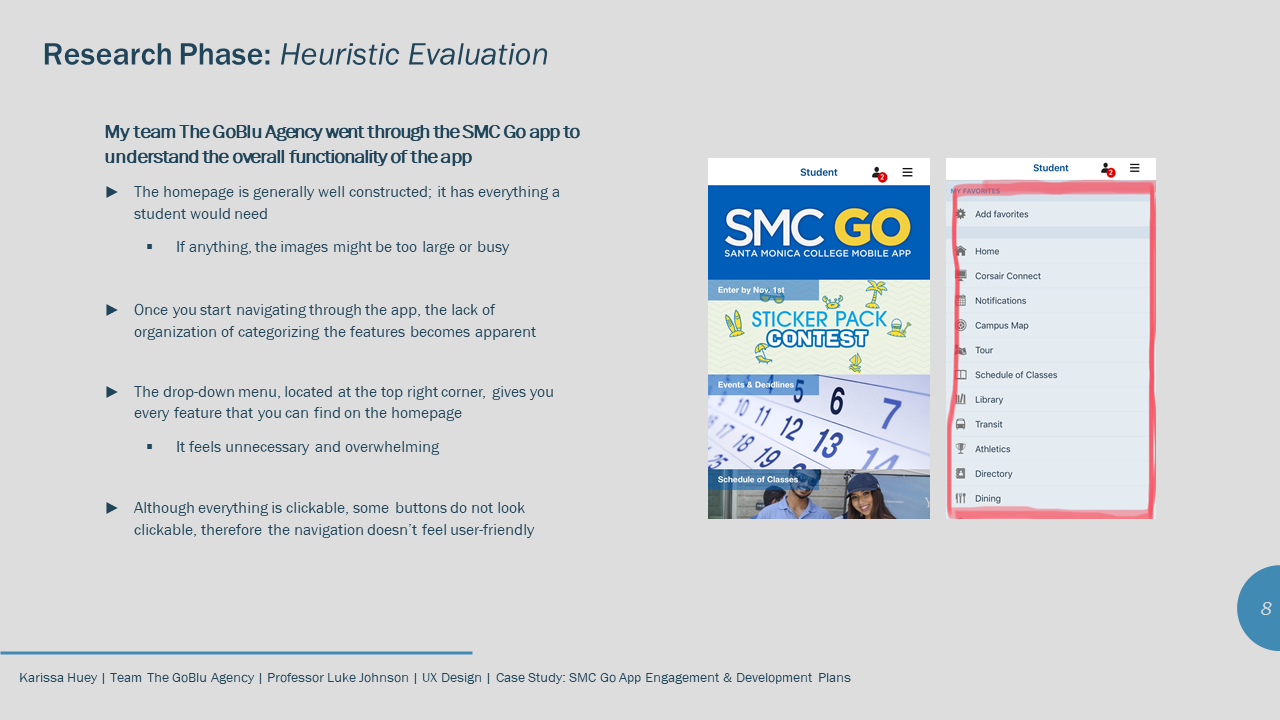 Research Phase: Heuristic Evaluation
My team The GoBlu Agency went through the SMC Go app to
understand the overall functionality of the app
► The homepage is generally well constructed; it has everything a
student would need
▪ If anything, the images might be too large or busy
► Once you start navigating through the app, the lack of
organization of categorizing the features becomes apparent
► The drop-down menu, located at the top right corner, gives you
every feature that you can find on the homepage
▪ It feels unnecessary and overwhelming
► Although everything is clickable, some buttons do not look
clickable, therefore the navigation doesn't feel user-friendly
Student
2
SMC GO
SANTA MONICA COLLEGE MOBILE APP
Enter by Nov. 1st
STICKER PACK
CONTEST
Events & Deadlines
5 6 7
9 10 11 12 13 14
17 18 19
Schedule of Classes
Student
2
MY FAVORITES
Add favorites
Home
Corsair Connect
Notifications
Campus Map
Tour
Schedule of Classes
Library
Transit
Athletics
Directory
Dining
8
Karissa Huey | Team The GoBlu Agency | Professor Luke Johnson | UX Design | Case Study: SMC Go App Engagement & Development Plans